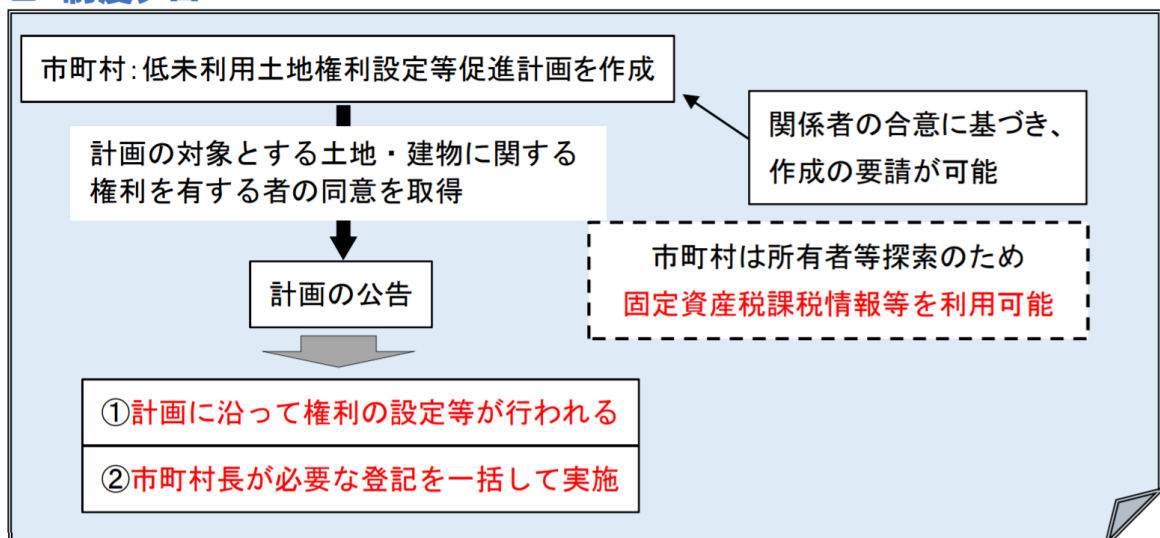 市町村：低未利用土地権利設定等促進計画を作成
関係者の合意に基づき、
作成の要請が可能
計画の対象とする土地・建物に関する
権利を有する者の同意を取得
市町村は所有者等探索のため
固定資産税課税情報等を利用可能
計画の公告
①計画に沿って権利の設定等が行われる
②市町村長が必要な登記を一括して実施